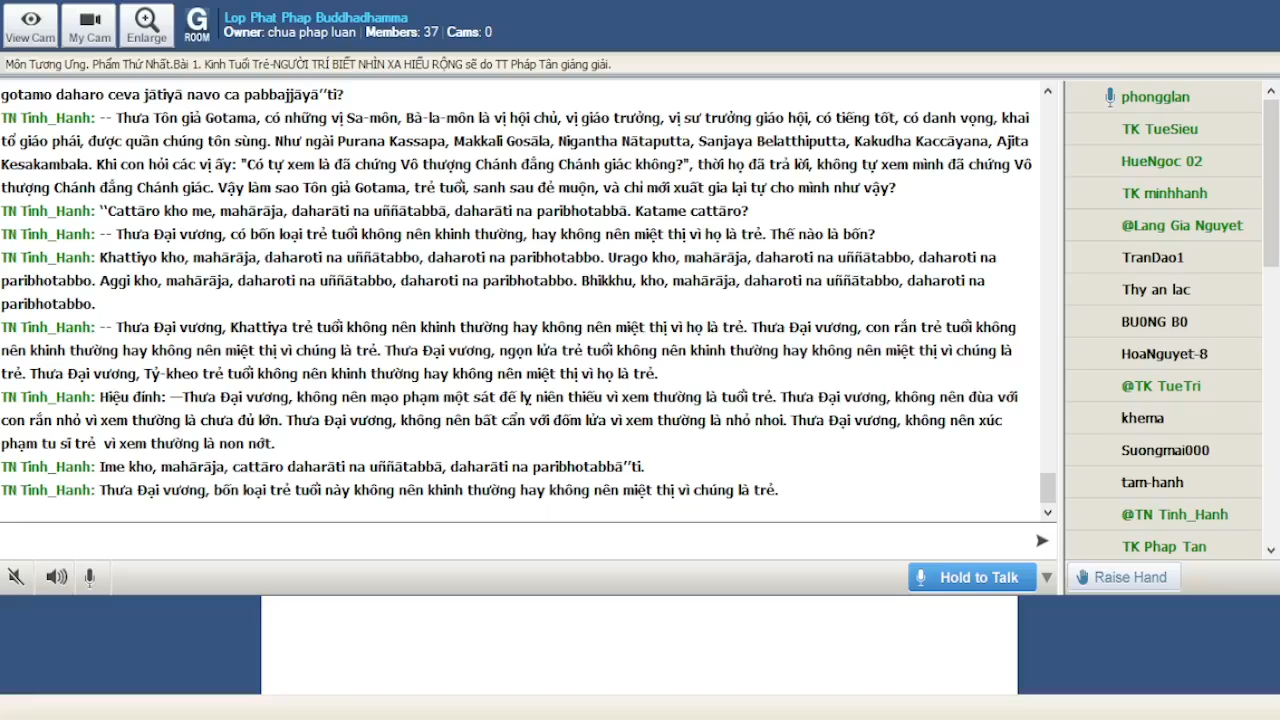 View Cam
My Cam
Enlarge
G
ROOM
Lop Phat Phap Buddhadhamma
Owner: chua phap luan | Members: 37 | Cams: 0
Môn Tương Ưng. Phẩm Thứ Nhất.Bài 1. Kinh Tuổi Trẻ-NGƯỜI TRÍ BIẾT NHÌN XA HIỂU RỘNG sẽ do TT Pháp Tân giảng giải.
gotamo daharo ceva jātiyā navo ca pabbajjāyā’’ti?
TN Tinh_Hanh: -- Thưa Tôn giả Gotama, có những vị Sa-môn, Bà-la-môn là vị hội chủ, vị giáo trưởng, vị sư trưởng giáo hội, có tiếng tốt, có danh vọng, khai
tổ giáo phái, được quần chúng tôn sùng. Như ngài Purana Kassapa, Makkali Gosāla, Nigantha Nātaputta, Sanjaya Belatthiputta, Kakudha Kaccāyana, Ajita
Kesakambala. Khi con hỏi các vị ấy: "Có tự xem là đã chứng Vô thượng Chánh đẳng Chánh giác không?", thời họ đã trả lời, không tự xem mình đã chứng Vô
thượng Chánh đẳng Chánh giác. Vậy làm sao Tôn giả Gotama, trẻ tuổi, sanh sau đẻ muộn, và chỉ mới xuất gia lại tự cho mình như vậy?
TN Tinh_Hanh: ‘‘Cattāro kho me, mahārāja, daharāti na uññātabbā, daharāti na paribhotabbā. Katame cattāro?
TN Tinh_Hanh: -- Thưa Đại vương, có bốn loại trẻ tuổi không nên khinh thường, hay không nên miệt thị vì họ là trẻ. Thế nào là bốn?
TN Tinh_Hanh: Khattiyo kho, mahārāja, daharoti na uññātabbo, daharoti na paribhotabbo. Urago kho, mahārāja, daharoti na uññātabbo, daharoti na
paribhotabbo. Aggi kho, mahārāja, daharoti na uññātabbo, daharoti na paribhotabbo. Bhikkhu, kho, mahārāja, daharoti na uññātabbo, daharoti na
paribhotabbo.
TN Tinh_Hanh: -- Thưa Đại vương, Khattiya trẻ tuổi không nên khinh thường hay không nên miệt thị vì họ là trẻ. Thưa Đại vương, con rắn trẻ tuổi không
nên khinh thường hay không nên miệt thị vì chúng là trẻ. Thưa Đại vương, ngọn lửa trẻ tuổi không nên khinh thường hay không nên miệt thị vì chúng là
trẻ. Thưa Đại vương, Tỷ-kheo trẻ tuổi không nên khinh thường hay không nên miệt thị vì họ là trẻ.
TN Tinh_Hanh: Hiệu đính: —Thưa Đại vương, không nên mạo phạm một sát đế lỵ niên thiếu vì xem thường là tuổi trẻ. Thưa Đại vương, không nên đùa với
con rắn nhỏ vì xem thường là chưa đủ lớn. Thưa Đại vương, không nên bất cẩn với đốm lửa vì xem thường là nhỏ nhoi. Thưa Đại vương, không nên xúc
phạm tu sĩ trẻ vì xem thường là non nớt.
TN Tinh_Hanh: Ime kho, mahārāja, cattāro daharāti na uññātabbā, daharāti na paribhotabbā’’ti.
TN Tinh_Hanh: Thưa Đại vương, bốn loại trẻ tuổi này không nên khinh thường hay không nên miệt thị vì chúng là trẻ.
phongglan
TK TueSieu
HueNgoc 02
TK minhhanh
@Lang Gia Nguyet
TranDao1
Thy an lac
BU0NG B0
HoaNguyet-8
@TK TueTri
khema
Suongmai000
tam-hanh
@TN Tinh_Hanh
TK Phap Tan
Hold to Talk
Raise Hand